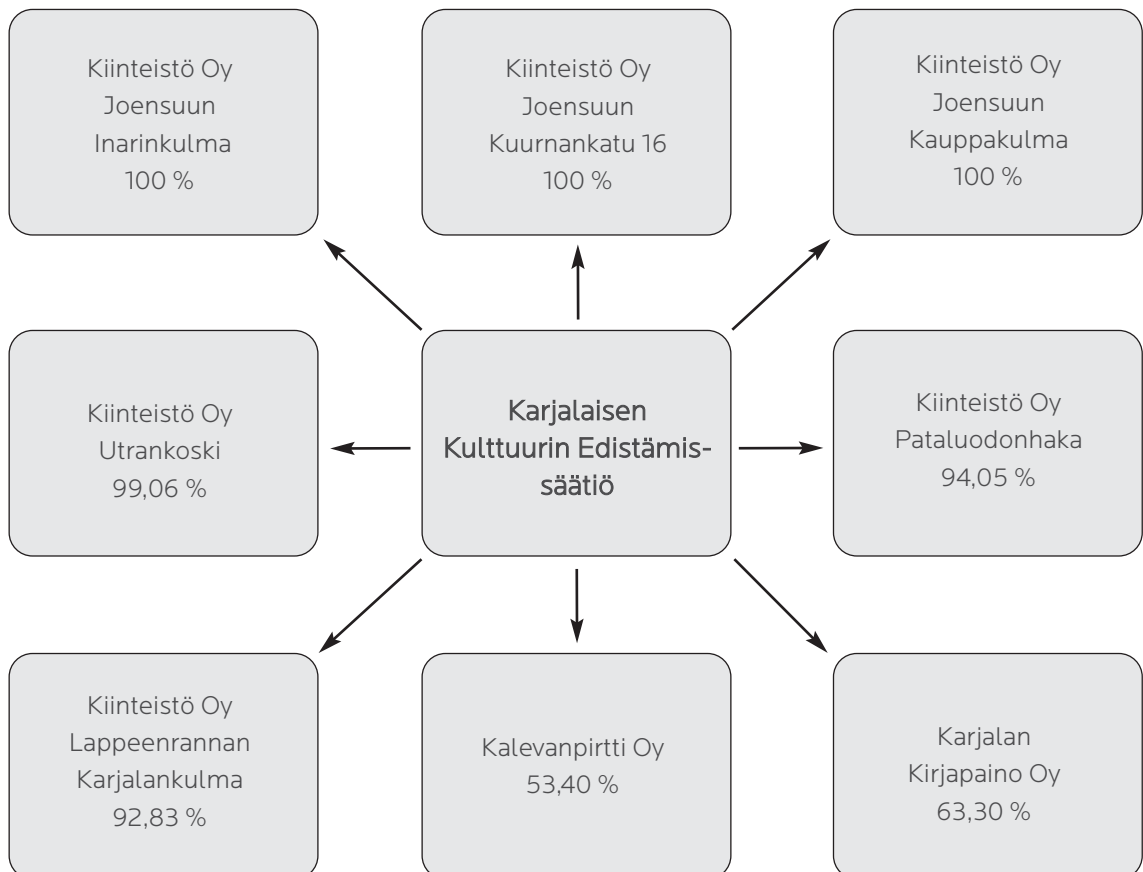 Kiinteistö Oy
Joensuun
Inarinkulma
100 %
Kiinteistö Oy
Joensuun
Kuurnankatu 16
100 %
Kiinteistö Oy
Joensuun
Kauppakulma
100 %
Kiinteistö Oy
Utrankoski
99,06 %
Karjalaisen
Kulttuurin Edistämis-
säätiö
Kiinteistö Oy
Pataluodonhaka
94,05 %
Kiinteistö Oy
Lappeenrannan
Karjalankulma
92,83 %
Kalevanpirtti Oy
53,40 %
Karjalan
Kirjapaino Oy
63,30 %